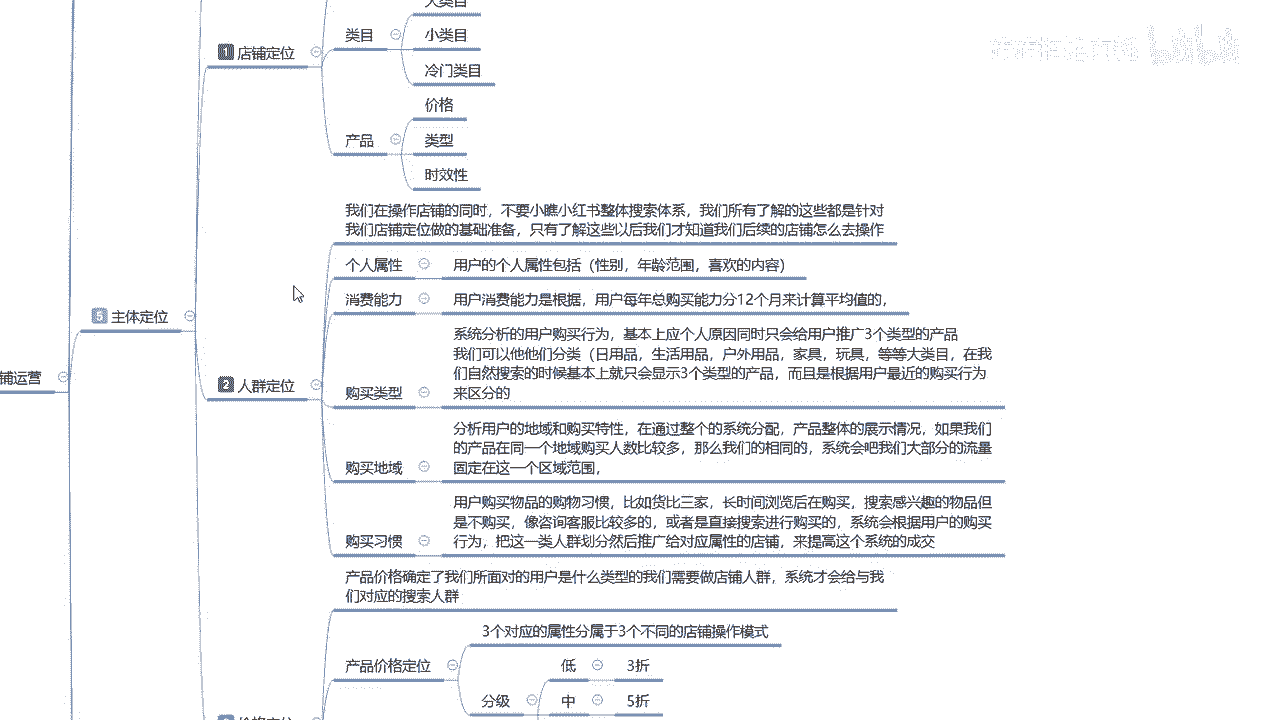 大类目
类目
小类目
1 店铺定位
冷门类目
价格
产品
类型
时效性
我们在操作店铺的同时，不要小瞧小红书整体搜索体系，我们所有了解的这些都是针对
我们店铺定位做的基础准备，只有了解这些以后我们才知道我们后续的店铺怎么去操作
个人属性
用户的个人属性包括（性别，年龄范围，喜欢的内容）
消费能力
用户消费能力是根据，用户每年总购买能力分12个月来计算平均值的，
5 主体定位
系统分析的用户购买行为，基本上应个人原因同时只会给用户推广3个类型的产品
我们可以他他们分类（日用品，生活用品，户外用品，家具，玩具，等等大类目，在我
们自然搜索的时候基本上就只会显示3个类型的产品，而且是根据用户最近的购买行为
来区分的
铺运营
2 人群定位
购买类型
分析用户的地域和购买特性，在通过整个的系统分配，产品整体的展示情况，如果我们
的产品在同一个地域购买人数比较多，那么我们的相同的，系统会吧我们大部分的流量
固定在这一个区域范围，
购买地域
用户购买物品的购物习惯，比如货比三家，长时间浏览后在购买，搜索感兴趣的物品但
是不购买，像咨询客服比较多的，或者是直接搜索进行购买的，系统会根据用户的购买
行为，把这一类人群划分然后推广给对应属性的店铺，来提高这个系统的成交
购买习惯
产品价格确定了我们所面对的用户是什么类型的我们需要做店铺人群，系统才会给与我
们对应的搜索人群
3个对应的属性分属于3个不同的店铺操作模式
产品价格定位
低
3折
分级
中
5折
价格定位